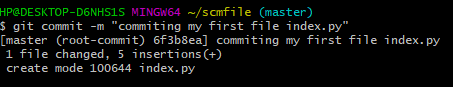 HP@DESKTOP-D6NHS1S MINGW64 ~/scmfile (master)
$ git commit -m "commiting my first file index.py"
[master (root-commit) 6f3b8ea] commiting my first file index.py
 1 file changed, 5 insertions(+)
 create mode 100644 index.py